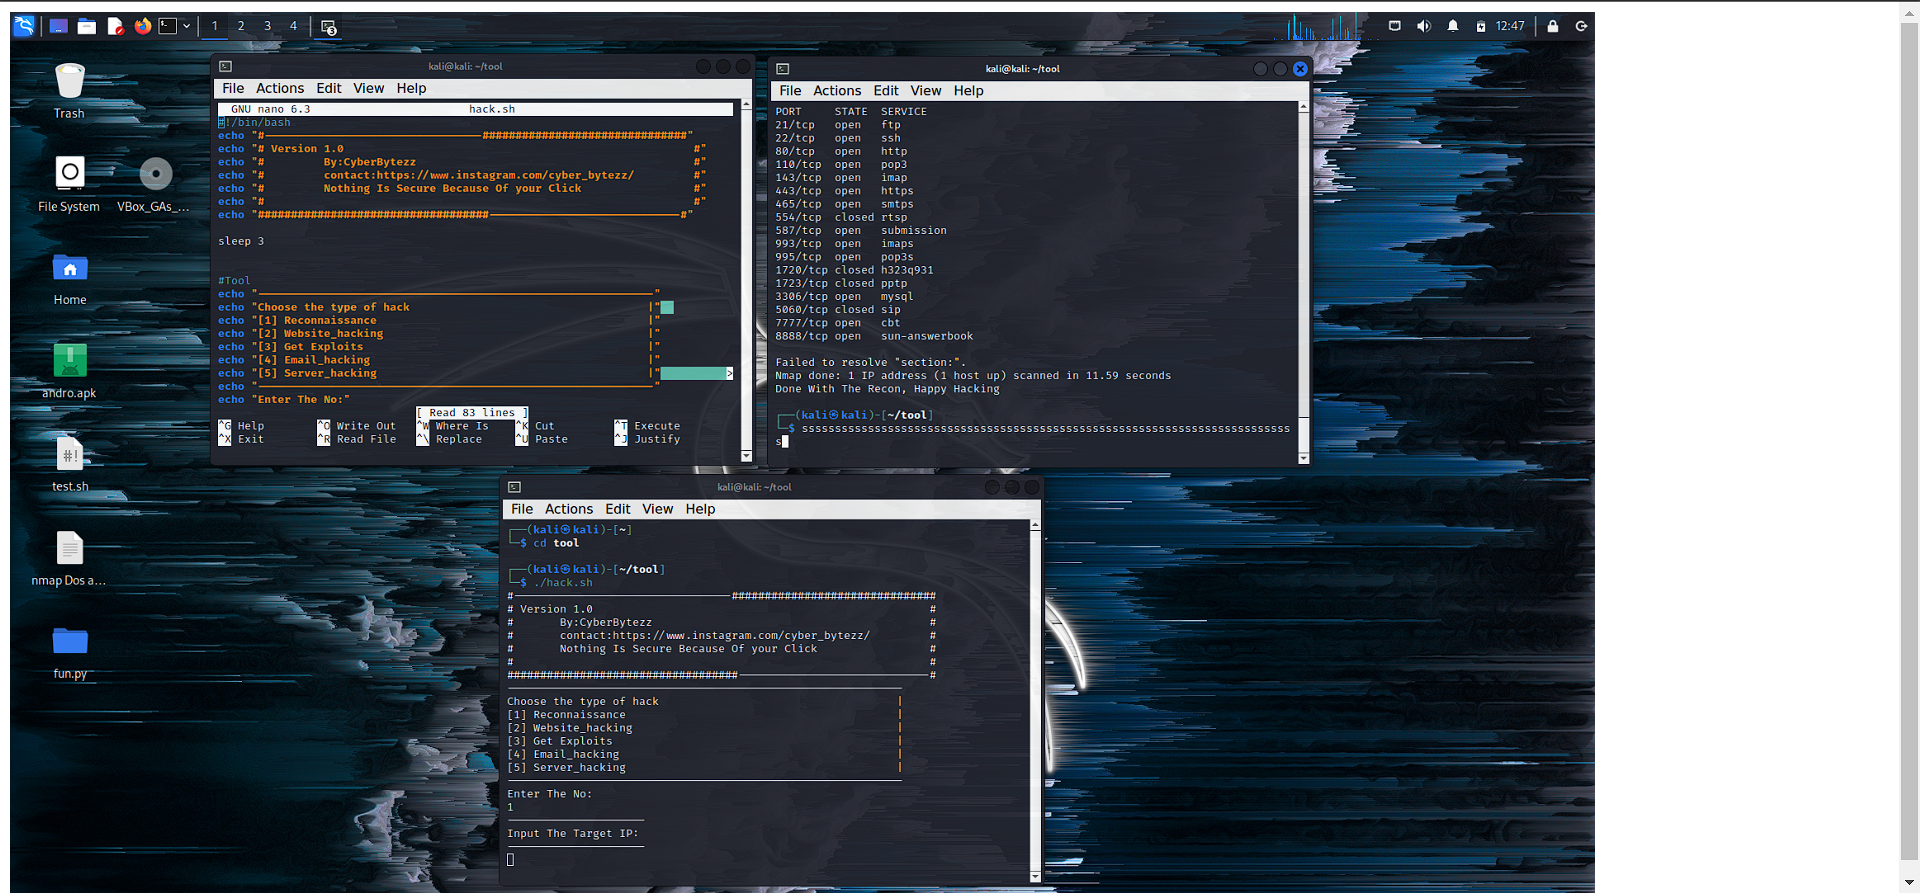 1 2 3 4
3
12:47
Trash
File System
VBox_GAs_...
Home
andro.apk
test.sh
nmap Dos a...
fun.py
kali@kali: ~/tool
File Actions Edit View Help
GNU nano 6.3 hack.sh
#!/bin/bash
echo "#---------------------------------###############################"
echo "# Version 1.0 #"
echo "# By:CyberBytezz #"
echo "# contact:https://www.instagram.com/cyber_bytezz/ #"
echo "# Nothing Is Secure Because Of your Click #"
echo "# #"
echo "###################################-----------------------------#"
sleep 3
#Tool
echo "------------------------------------------------------------"
echo "Choose the type of hack |"
echo "[1] Reconnaissance |"
echo "[2] Website_hacking |"
echo "[3] Get Exploits |"
echo "[4] Email_hacking |"
echo "[5] Server_hacking |" >
echo "------------------------------------------------------------"
echo "Enter The No:"
[ Read 83 lines ]
^G Help ^O Write Out ^W Where Is ^K Cut ^T Execute
^X Exit ^R Read File ^\ Replace ^U Paste ^J Justify
kali@kali: ~/tool
File Actions Edit View Help
PORT STATE SERVICE
21/tcp open ftp
22/tcp open ssh
80/tcp open http
110/tcp open pop3
143/tcp open imap
443/tcp open https
465/tcp open smtps
554/tcp closed rtsp
587/tcp open submission
993/tcp open imaps
995/tcp open pop3s
1720/tcp closed h323q931
1723/tcp closed pptp
3306/tcp open mysql
5060/tcp closed sip
7777/tcp open cbt
8888/tcp open sun-answerbook
Failed to resolve "section:".
Nmap done: 1 IP address (1 host up) scanned in 11.59 seconds
Done With The Recon, Happy Hacking
┌──(kali㉿kali)-[~/tool]
└─$ ssssssssssssssssssssssssssssssssssssssssssssssssssssssssssssssssssssssssss
s
kali@kali: ~/tool
File Actions Edit View Help
┌──(kali㉿kali)-[~]
└─$ cd tool
┌──(kali㉿kali)-[~/tool]
└─$ ./hack.sh
#---------------------------------###############################
# Version 1.0 #
# By:CyberBytezz #
# contact:https://www.instagram.com/cyber_bytezz/ #
# Nothing Is Secure Because Of your Click #
# #
###################################-----------------------------#
------------------------------------------------------------
Choose the type of hack |
[1] Reconnaissance |
[2] Website_hacking |
[3] Get Exploits |
[4] Email_hacking |
[5] Server_hacking |
------------------------------------------------------------
Enter The No:
1
---------------------
Input The Target IP:
---------------------